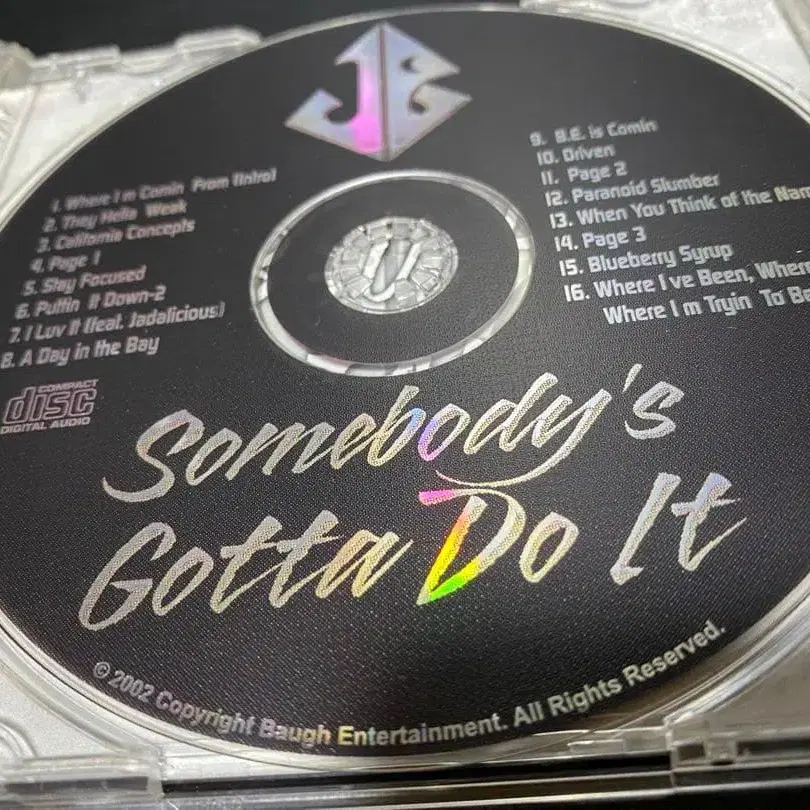 JB
1. Where I'm Comin From (Intro)
2. They Hella Weak
3. California Concepts
4. Page 1
5. Stay Focused
6. Puttin It Down-2
7. I Luv It (feat. Jadalicious)
8. A Day in the Bay
9. B.E. is Comin
10. Driven
11. Page 2
12. Paranoid Slumber
13. When You Think of the
14. Page 3
15. Blueberry Syrup
16. Where I've Been,
Where I'm Tryin To
COMPACT
disc
DIGITAL AUDIO
U
Somebody's
Gotta Do It
© 2002 Copyright Baugh Entertainment. All Rights Reserved.